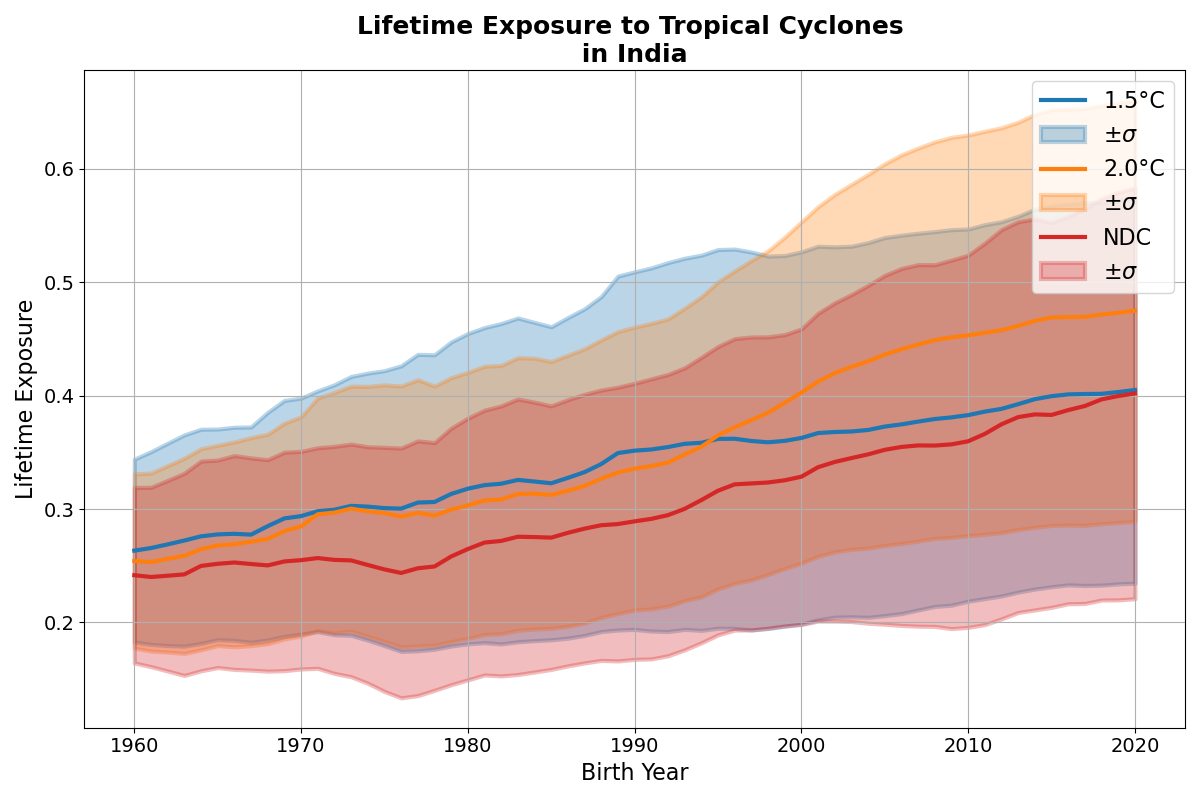 Lifetime Exposure to Tropical Cyclones
in India
1.5°C
±σ
2.0°C
±σ
NDC
±σ
Lifetime Exposure
0.6
0.5
0.4
0.3
0.2
1960 1970 1980 1990 2000 2010 2020
Birth Year